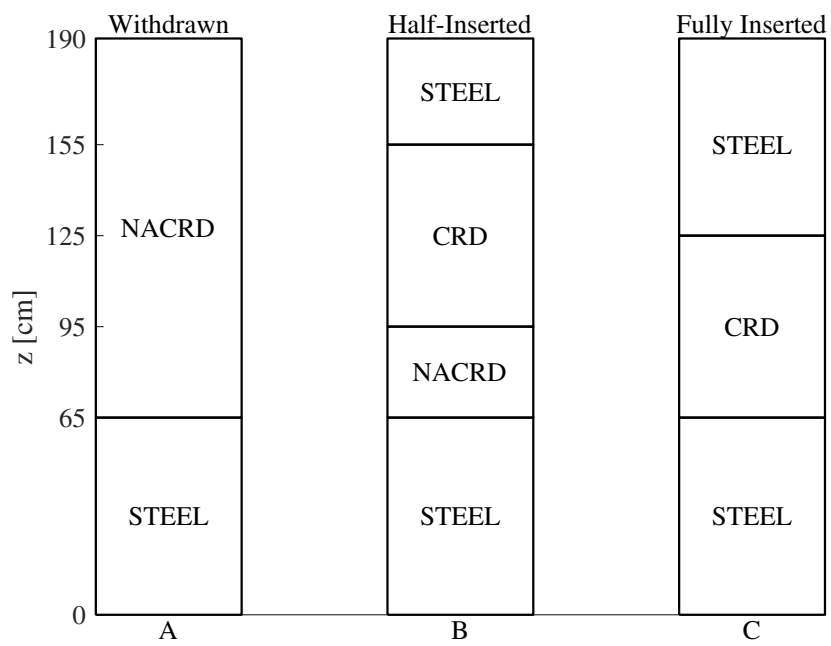 Withdrawn Half-Inserted Fully Inserted
190
STEEL
155
STEEL
125
NACRD CRD
z [cm]
95
CRD
NACRD
65
STEEL STEEL STEEL
0
A B C